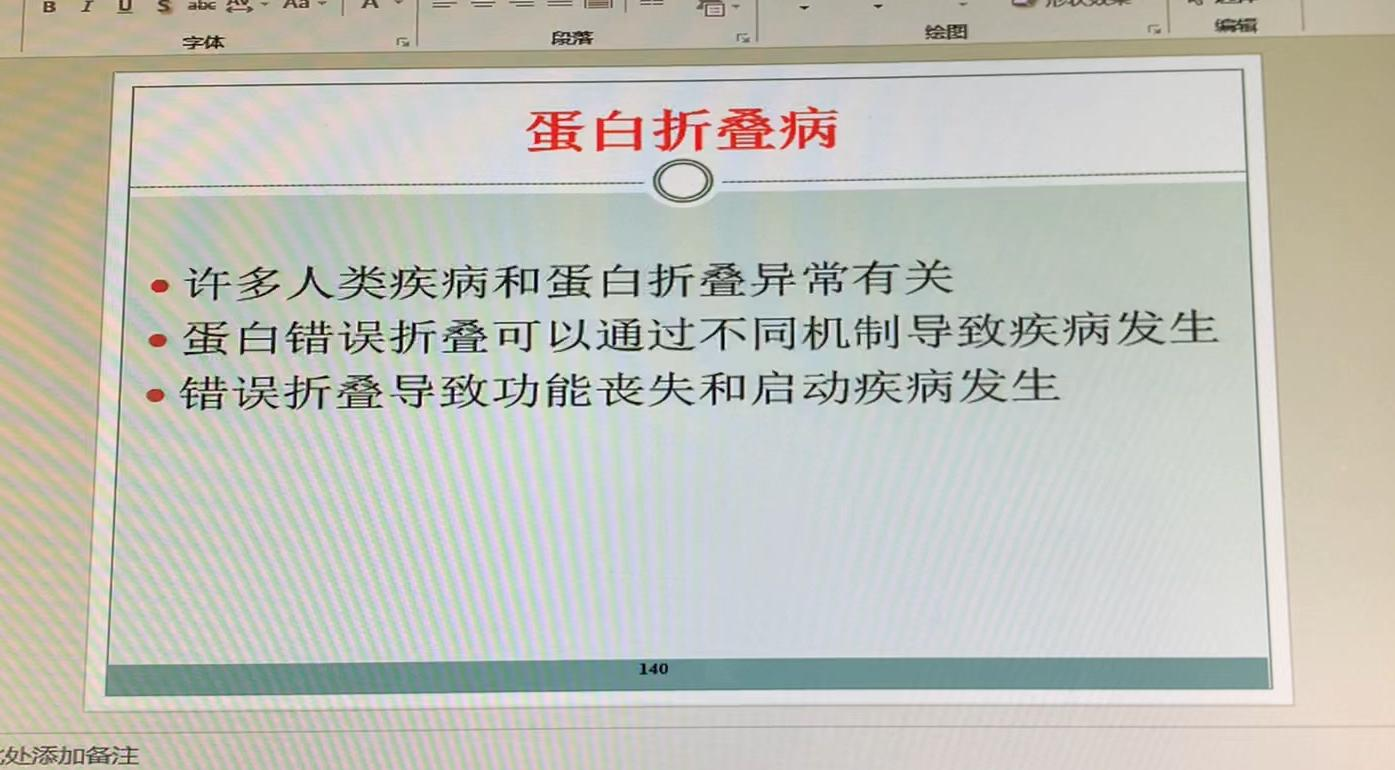 B I U S abc AV Aa A
字体
段落
绘图
编辑
蛋白折叠病
许多人类疾病和蛋白折叠异常有关
蛋白错误折叠可以通过不同机制导致疾病发生
错误折叠导致功能丧失和启动疾病发生
140
处添加备注